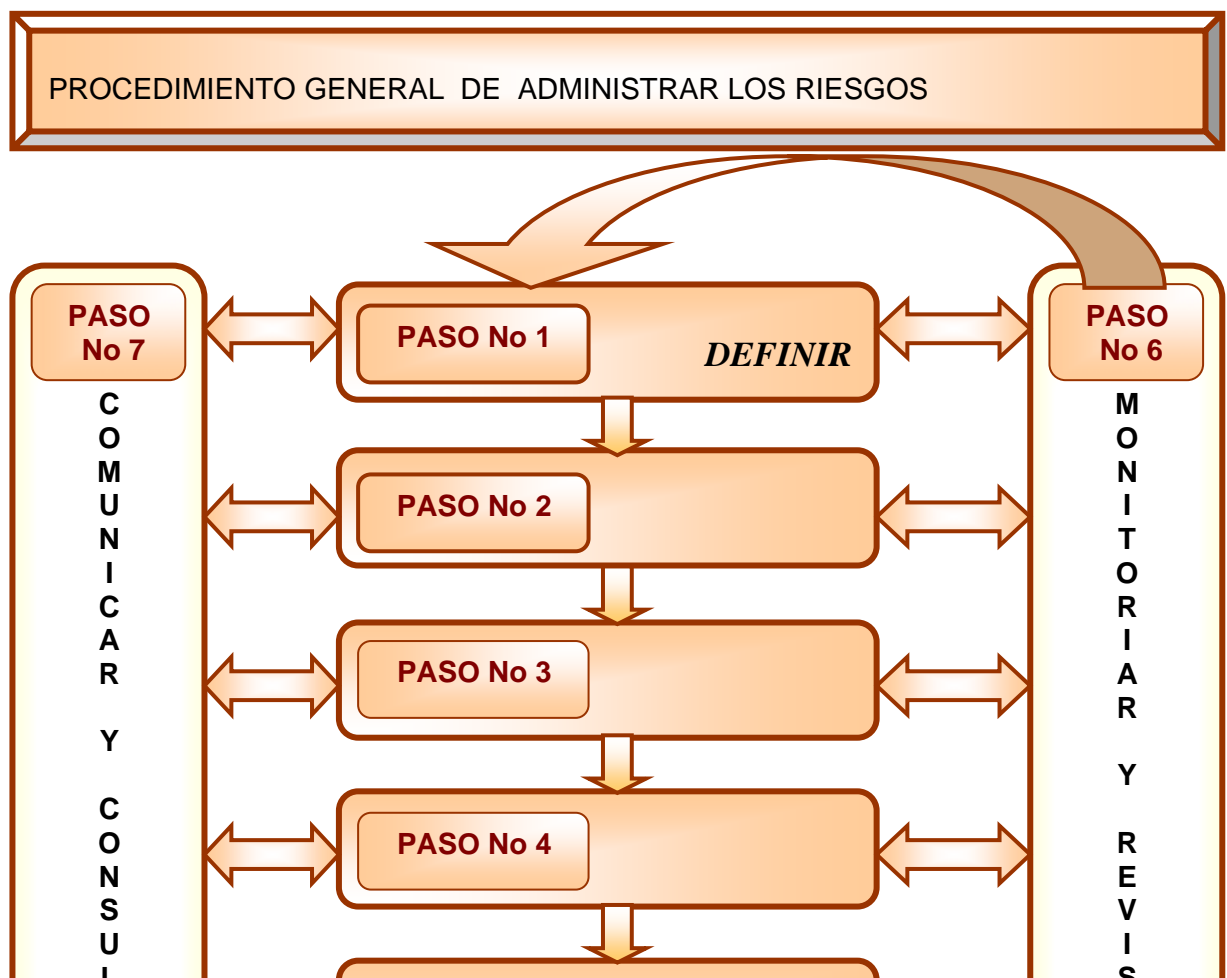 PROCEDIMIENTO GENERAL DE ADMINISTRAR LOS RIESGOS
PASO
No 7
C
O
M
U
N
I
C
A
R
Y
C
O
N
S
U
PASO No 1
DEFINIR
PASO No 2
PASO No 3
PASO No 4
PASO
No 6
M
O
N
I
T
O
R
I
A
R
Y
R
E
V
I
S